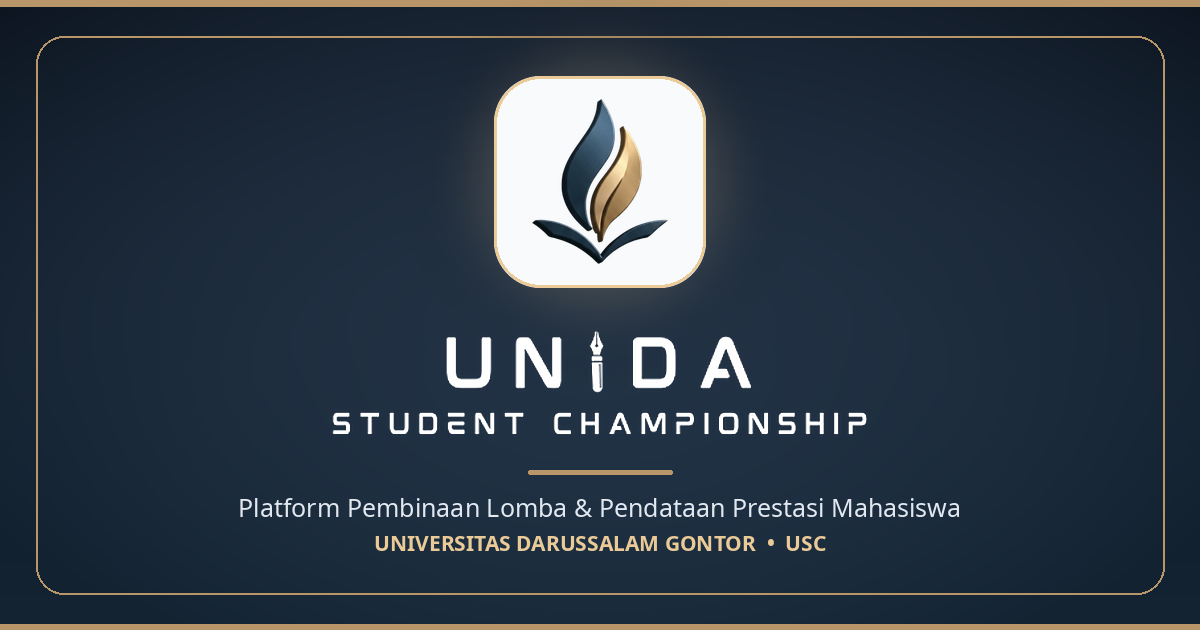 UNIDA
STUDENT CHAMPIONSHIP
Platform Pembinaan Lomba & Pendataan Prestasi Mahasiswa
UNIVERSITAS DARUSSALAM GONTOR • USC